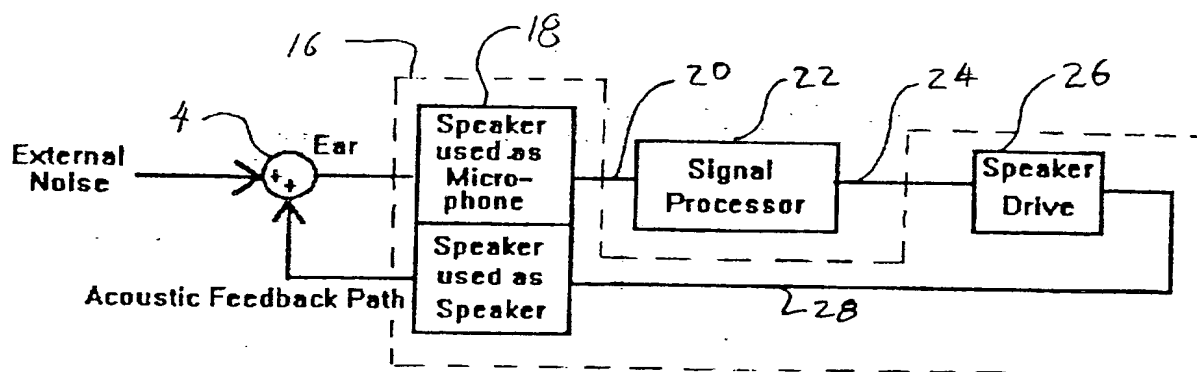 16
18
4
20
22
24
26
External
Noise
Ear
Speaker
used as
Micro-
phone
Signal
Processor
Speaker
Drive
Speaker
used as
Speaker
Acoustic Feedback Path
28